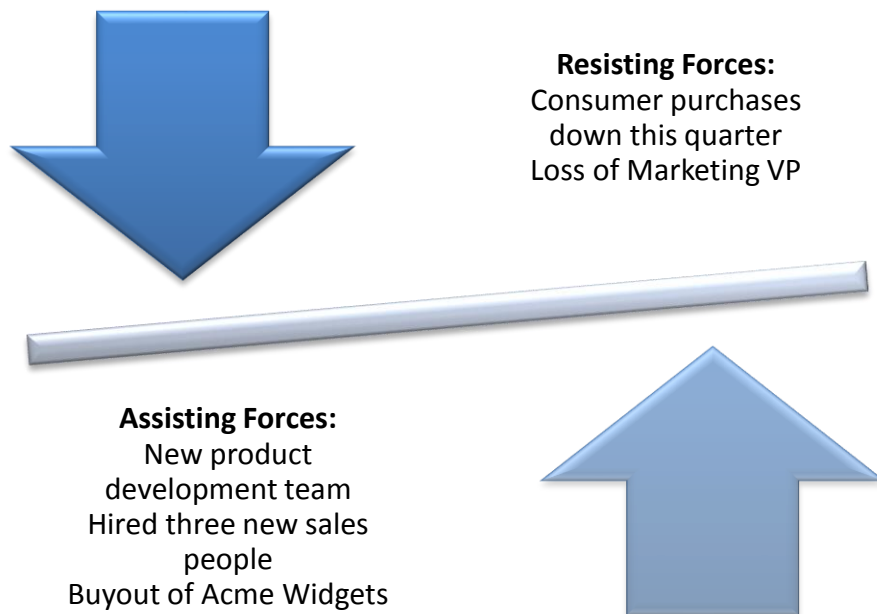 Resisting Forces:
Consumer purchases
down this quarter
Loss of Marketing VP
Assisting Forces:
New product
development team
Hired three new sales
people
Buyout of Acme Widgets